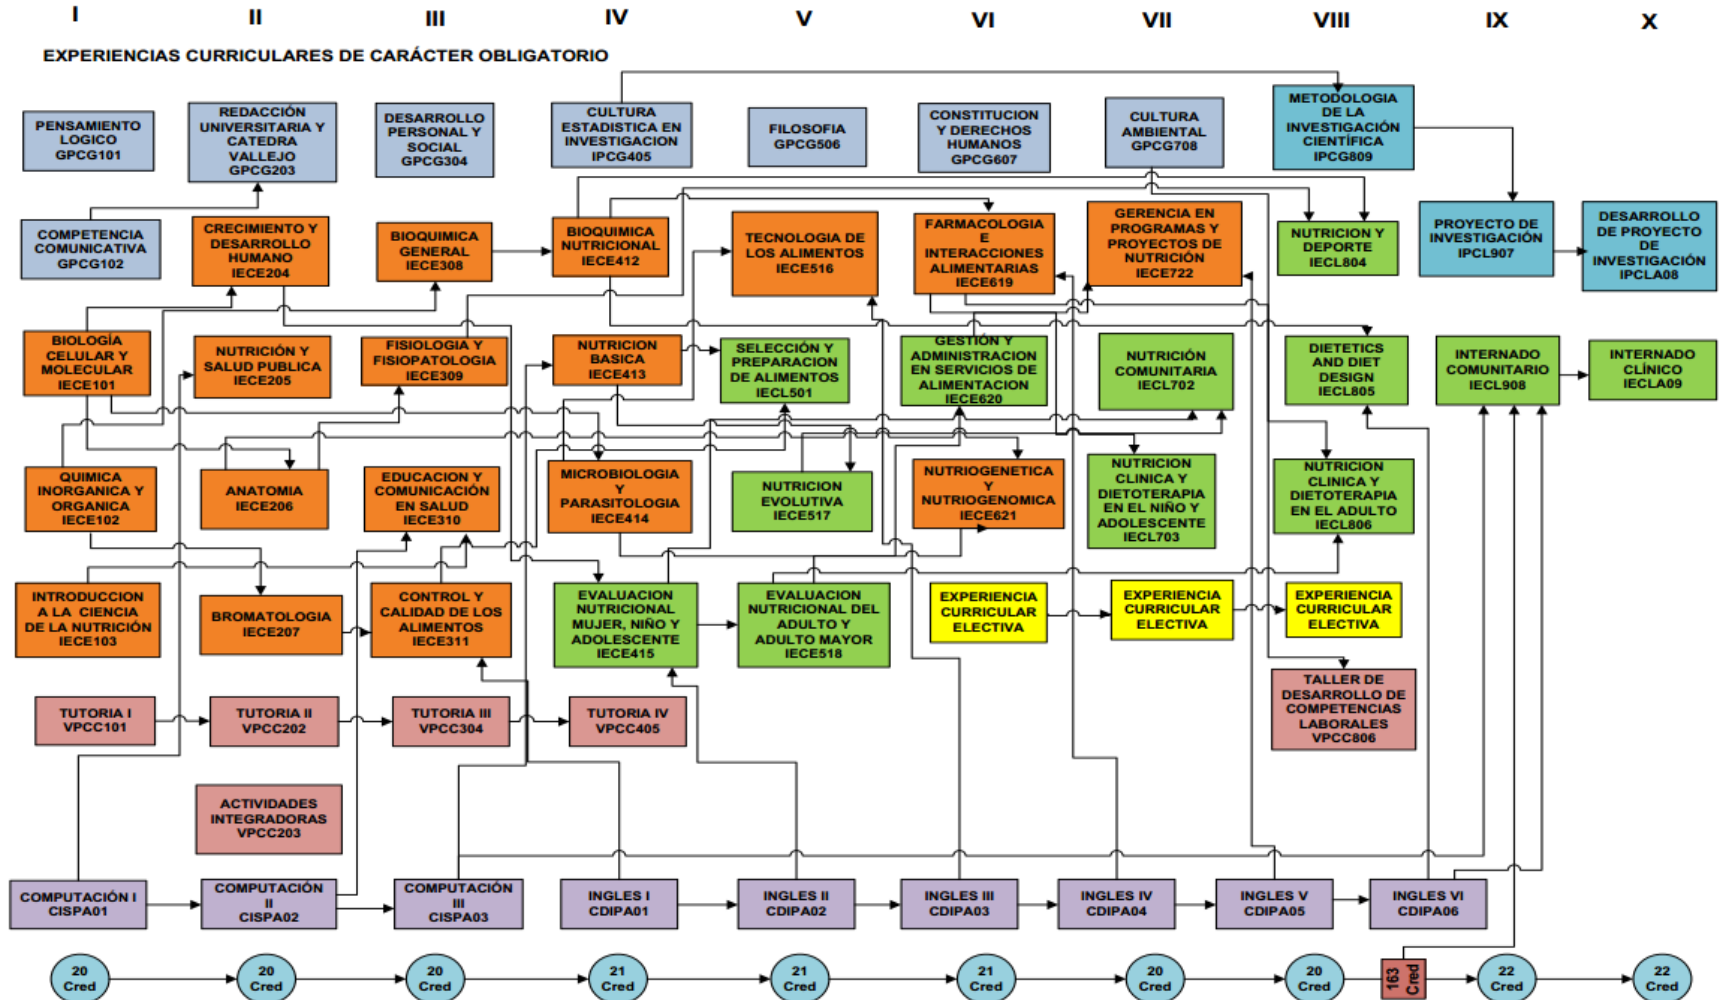 I
II
III
IV
V
VI
VII
VIII
IX
X
EXPERIENCIAS CURRICULARES DE CARÁCTER OBLIGATORIO
PENSAMIENTO
LOGICO
GPCG101
REDACCIÓN
UNIVERSITARIA Y
CATEDRA
VALLEJO
GPCG203
DESARROLLO
PERSONAL Y
SOCIAL
GPCG304
CULTURA
ESTADISTICA EN
INVESTIGACION
IPCG405
FILOSOFIA
GPCG506
CONSTITUCION
Y DERECHOS
HUMANOS
GPCG607
CULTURA
AMBIENTAL
GPCG708
METODOLOGIA
DE LA
INVESTIGACIÓN
CIENTÍFICA
IPCG809
COMPETENCIA
COMUNICATIVA
GPCG102
CRECIMIENTO Y
DESARROLLO
HUMANO
IECE204
BIOQUIMICA
GENERAL
IECE308
BIOQUIMICA
NUTRICIONAL
IECE412
TECNOLOGIA DE
LOS ALIMENTOS
IECE516
FARMACOLOGIA
E
INTERACCIONES
ALIMENTARIAS
IECE619
GERENCIA EN
PROGRAMAS Y
PROYECTOS DE
NUTRICIÓN
IECE722
NUTRICION Y
DEPORTE
IECL804
PROYECTO DE
INVESTIGACIÓN
IPCL907
DESARROLLO
DE PROYECTO
DE
INVESTIGACIÓN
IPCLA08
BIOLOGÍA
CELULAR Y
MOLECULAR
IECE101
NUTRICIÓN Y
SALUD PUBLICA
IECE205
FISIOLOGIA Y
FISIOPATOLOGIA
IECE309
NUTRICION
BASICA
IECE413
SELECCIÓN Y
PREPARACION
DE ALIMENTOS
IECL501
GESTIÓN Y
ADMINISTRACION
EN SERVICIOS DE
ALIMENTACION
IECE620
NUTRICIÓN
COMUNITARIA
IECL702
DIETETICS
AND DIET
DESIGN
IECL805
INTERNADO
COMUNITARIO
IECL908
INTERNADO
CLÍNICO
IECLA09
QUIMICA
INORGANICA Y
ORGANICA
IECE102
ANATOMIA
IECE206
EDUCACION Y
COMUNICACIÓN
EN SALUD
IECE310
MICROBIOLOGIA
Y
PARASITOLOGIA
IECE414
NUTRICION
EVOLUTIVA
IECE517
NUTRIOGENETICA
Y
NUTRIOGENOMICA
IECE621
NUTRICION
CLINICA Y
DIETOTERAPIA
EN EL NIÑO Y
ADOLESCENTE
IECL703
NUTRICION
CLINICA Y
DIETOTERAPIA
EN EL ADULTO
IECL806
INTRODUCCION
A LA CIENCIA
DE LA NUTRICIÓN
IECE103
BROMATOLOGIA
IECE207
CONTROL Y
CALIDAD DE LOS
ALIMENTOS
IECE311
EVALUACION
NUTRICIONAL
MUJER, NIÑO Y
ADOLESCENTE
IECE415
EVALUACION
NUTRICIONAL DEL
ADULTO Y
ADULTO MAYOR
IECE518
EXPERIENCIA
CURRICULAR
ELECTIVA
EXPERIENCIA
CURRICULAR
ELECTIVA
EXPERIENCIA
CURRICULAR
ELECTIVA
TUTORIA I
VPCC101
TUTORIA II
VPCC202
TUTORIA III
VPCC304
TUTORIA IV
VPCC405
TALLER DE
DESARROLLO DE
COMPETENCIAS
LABORALES
VPCC806
ACTIVIDADES
INTEGRADORAS
VPCC203
COMPUTACIÓN I
CISPA01
COMPUTACIÓN
II
CISPA02
COMPUTACIÓN
III
CISPA03
INGLES I
CDIPA01
INGLES II
CDIPA02
INGLES III
CDIPA03
INGLES IV
CDIPA04
INGLES V
CDIPA05
INGLES VI
CDIPA06
20
Cred
20
Cred
20
Cred
21
Cred
21
Cred
21
Cred
20
Cred
20
Cred
163
Cred
22
Cred
22
Cred